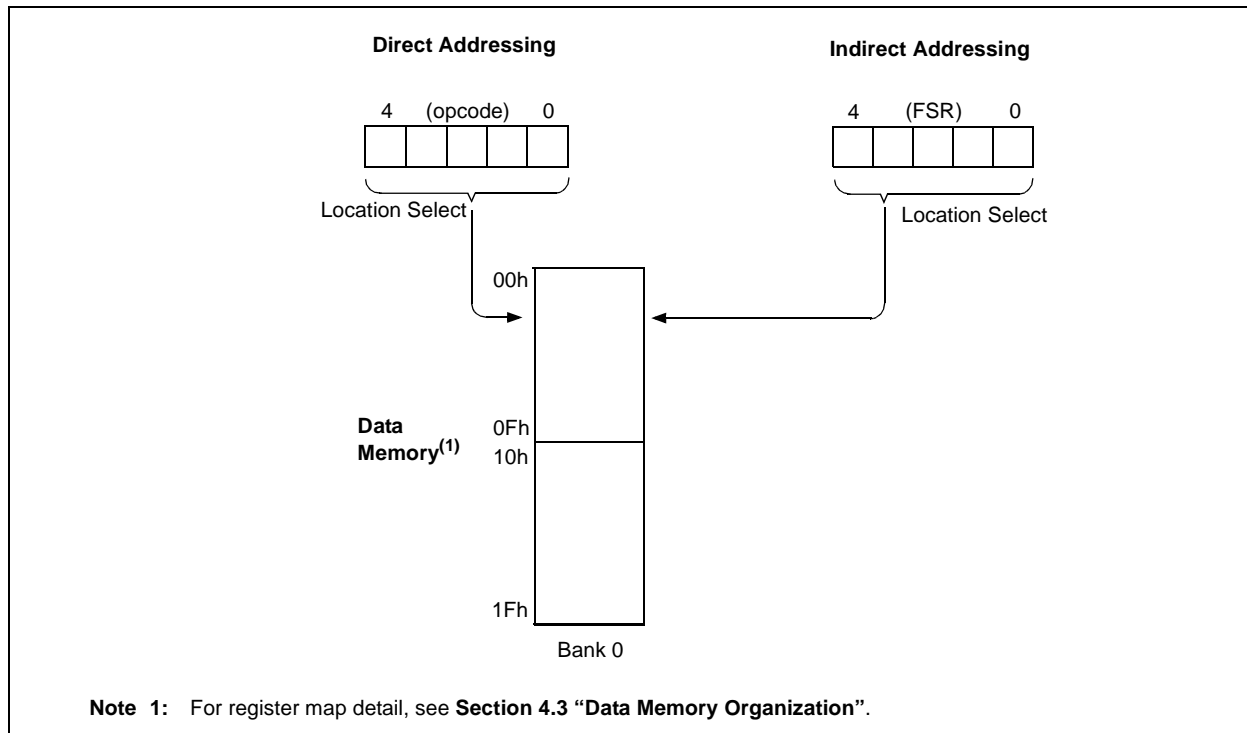 Direct Addressing
Indirect Addressing
4 (opcode) 0
4 (FSR) 0
Location Select
Location Select
00h
Data
Memory(1)
0Fh
10h
1Fh
Bank 0
Note 1: For register map detail, see Section 4.3 “Data Memory Organization”.